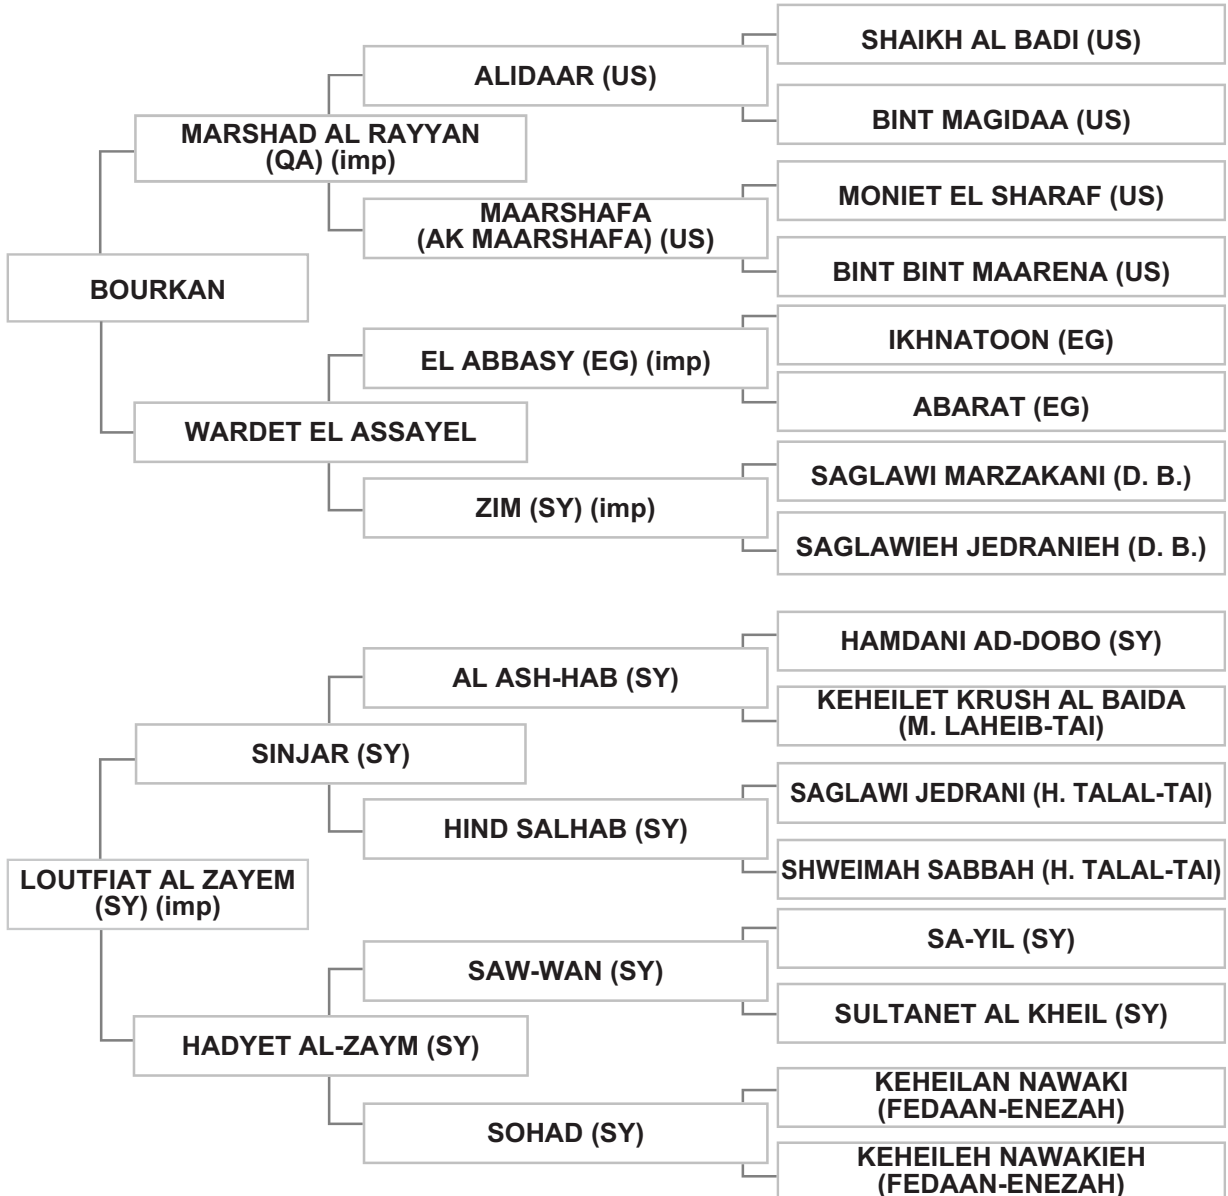 SHAIKH AL BADI (US)
ALIDAAR (US)
BINT MAGIDAA (US)
MARSHAD AL RAYYAN
(QA) (imp)
MONIET EL SHARAF (US)
MAARSHAFA
(AK MAARSHAFA) (US)
BINT BINT MAARENA (US)
BOURKAN
IKHNATOON (EG)
EL ABBASY (EG) (imp)
ABARAT (EG)
WARDET EL ASSAYEL
SAGLAWI MARZAKANI (D. B.)
ZIM (SY) (imp)
SAGLAWIEH JEDRANIEH (D. B.)
HAMDANI AD-DOBO (SY)
AL ASH-HAB (SY)
KEHEILET KRUSH AL BAIDA
(M. LAHEIB-TAI)
SINJAR (SY)
SAGLAWI JEDRANI (H. TALAL-TAI)
HIND SALHAB (SY)
SHWEIMAH SABBAH (H. TALAL-TAI)
LOUTFIAT AL ZAYEM
(SY) (imp)
SA-YIL (SY)
SAW-WAN (SY)
SULTANET AL KHEIL (SY)
HADYET AL-ZAYM (SY)
KEHEILAN NAWAKI
(FEDAAN-ENEZAH)
SOHAD (SY)
KEHEILEH NAWAKIEH
(FEDAAN-ENEZAH)